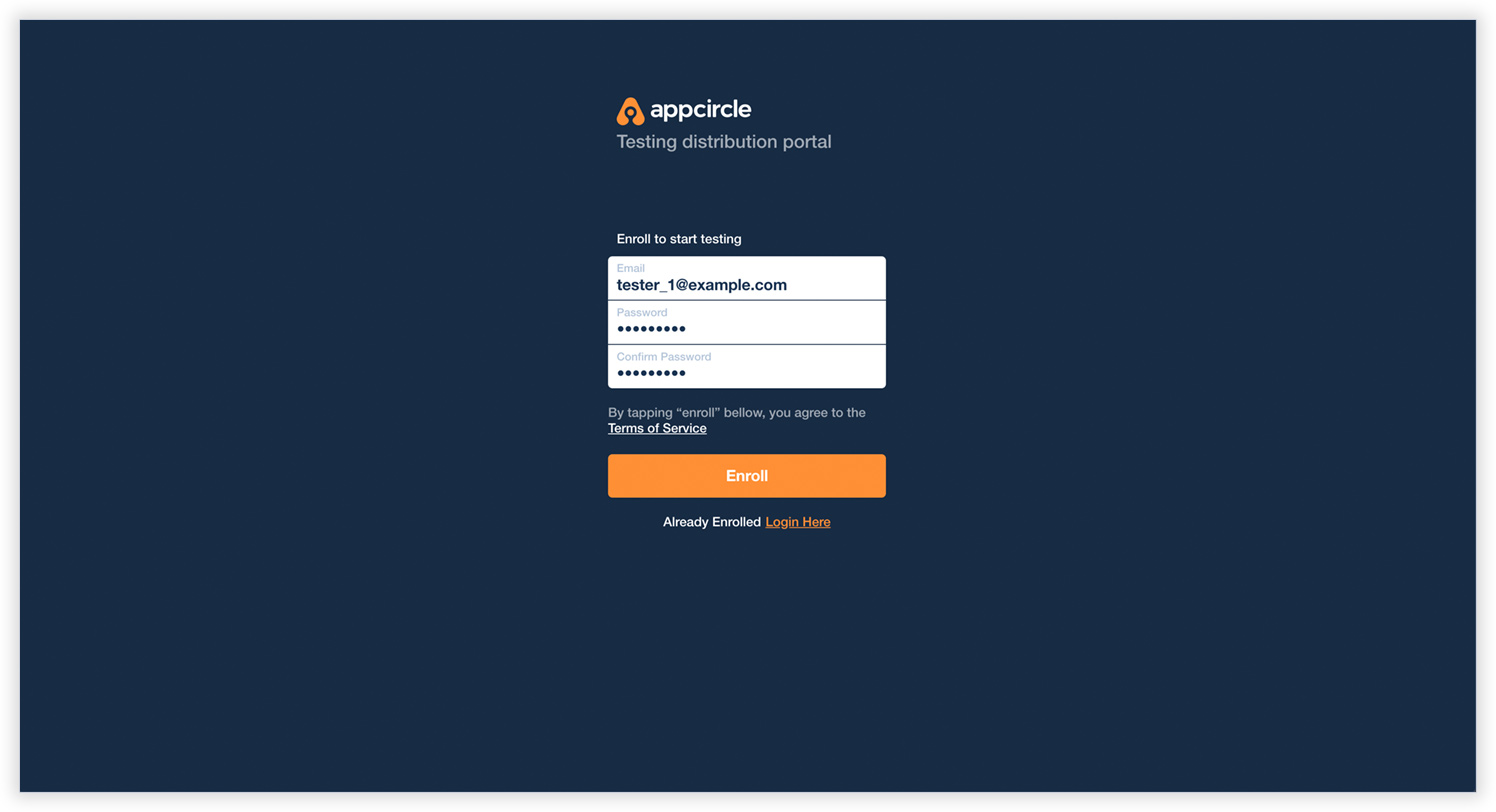 appcircle
Testing distribution portal
Enroll to start testing
Email
tester_1@example.com
Password
•••••••••
Confirm Password
•••••••••
By tapping “enroll” bellow, you agree to the
Terms of Service
Enroll
Already Enrolled Login Here